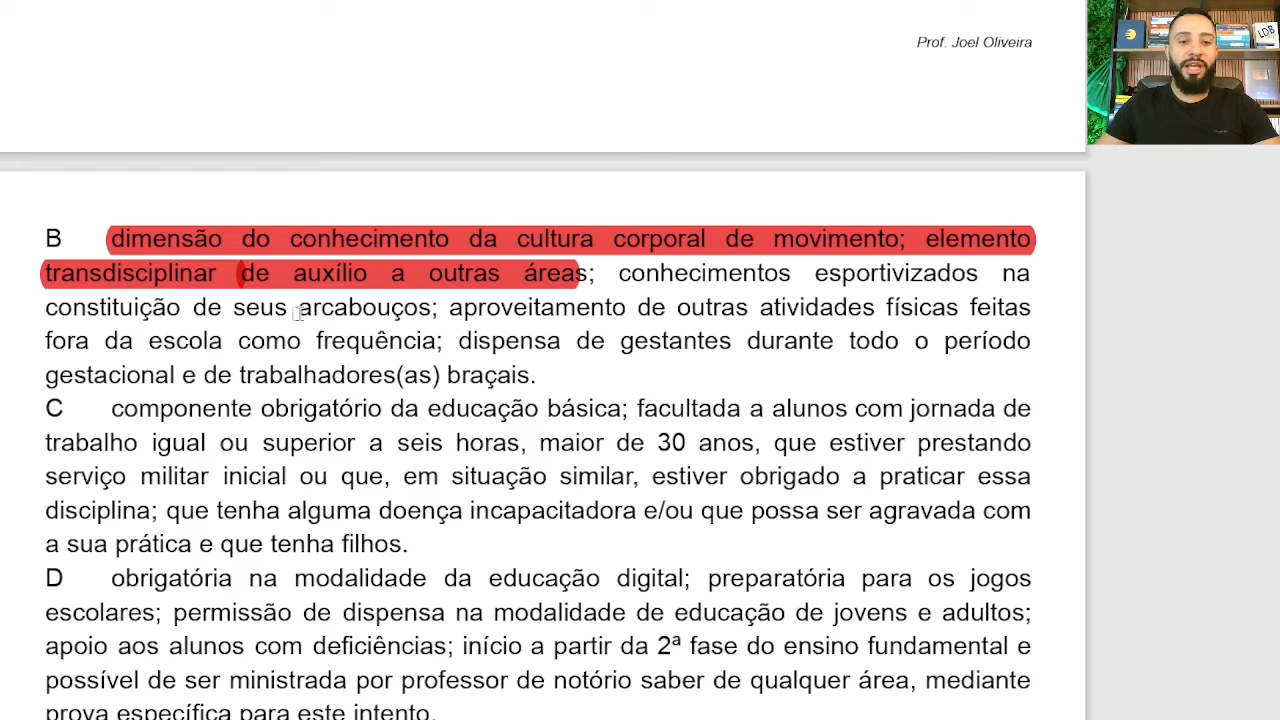 Prof. Joel Oliveira
LDB
B dimensão do conhecimento da cultura corporal de movimento; elemento
transdisciplinar de auxílio a outras áreas; conhecimentos esportivizados na
constituição de seus arcabouços; aproveitamento de outras atividades físicas feitas
fora da escola como frequência; dispensa de gestantes durante todo o período
gestacional e de trabalhadores(as) braçais.
C componente obrigatório da educação básica; facultada a alunos com jornada de
trabalho igual ou superior a seis horas, maior de 30 anos, que estiver prestando
serviço militar inicial ou que, em situação similar, estiver obrigado a praticar essa
disciplina; que tenha alguma doença incapacitadora e/ou que possa ser agravada com
a sua prática e que tenha filhos.
D obrigatória na modalidade da educação digital; preparatória para os jogos
escolares; permissão de dispensa na modalidade de educação de jovens e adultos;
apoio aos alunos com deficiências; início a partir da 2ª fase do ensino fundamental e
possível de ser ministrada por professor de notório saber de qualquer área, mediante
prova específica para este intento.